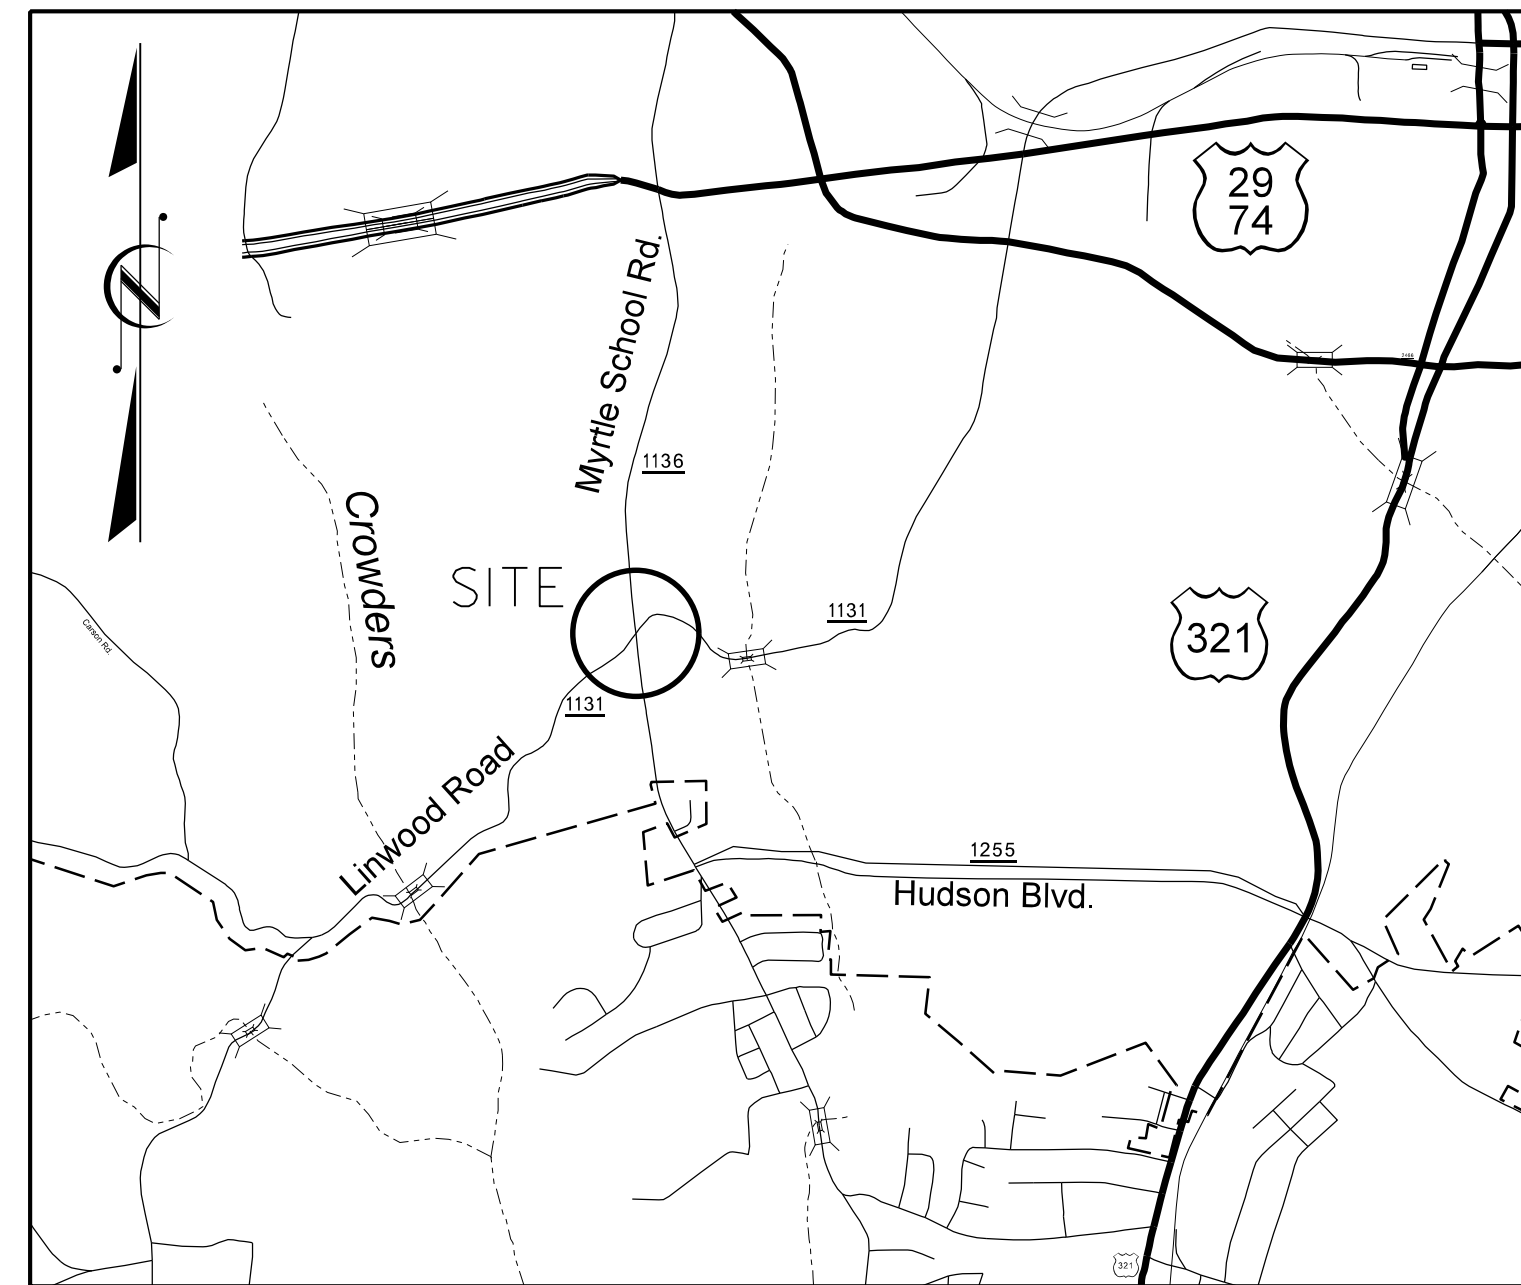 29
74
Myrtle School Rd.
2466
1136
Crowders
SITE
1131
321
Carson Rd.
1131
Linwood Road
1255
Hudson Blvd.
321
N